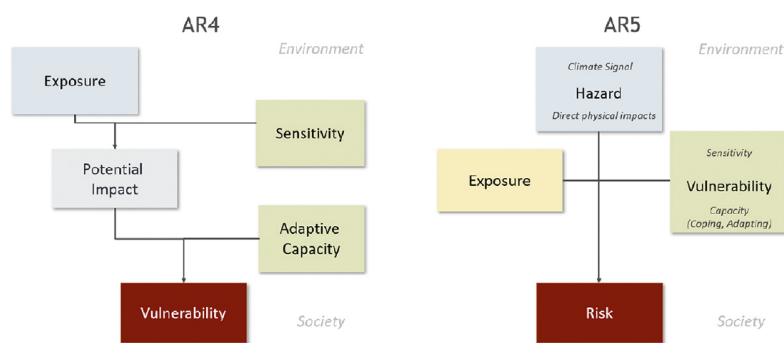 AR4
Environment
Exposure
Sensitivity
Potential
Impact
Adaptive
Capacity
Vulnerability
Society
AR5
Environment
Climate Signal
Hazard
Direct physical impacts
Exposure
Sensitivity
Vulnerability
Capacity
(Coping, Adapting)
Risk
Society